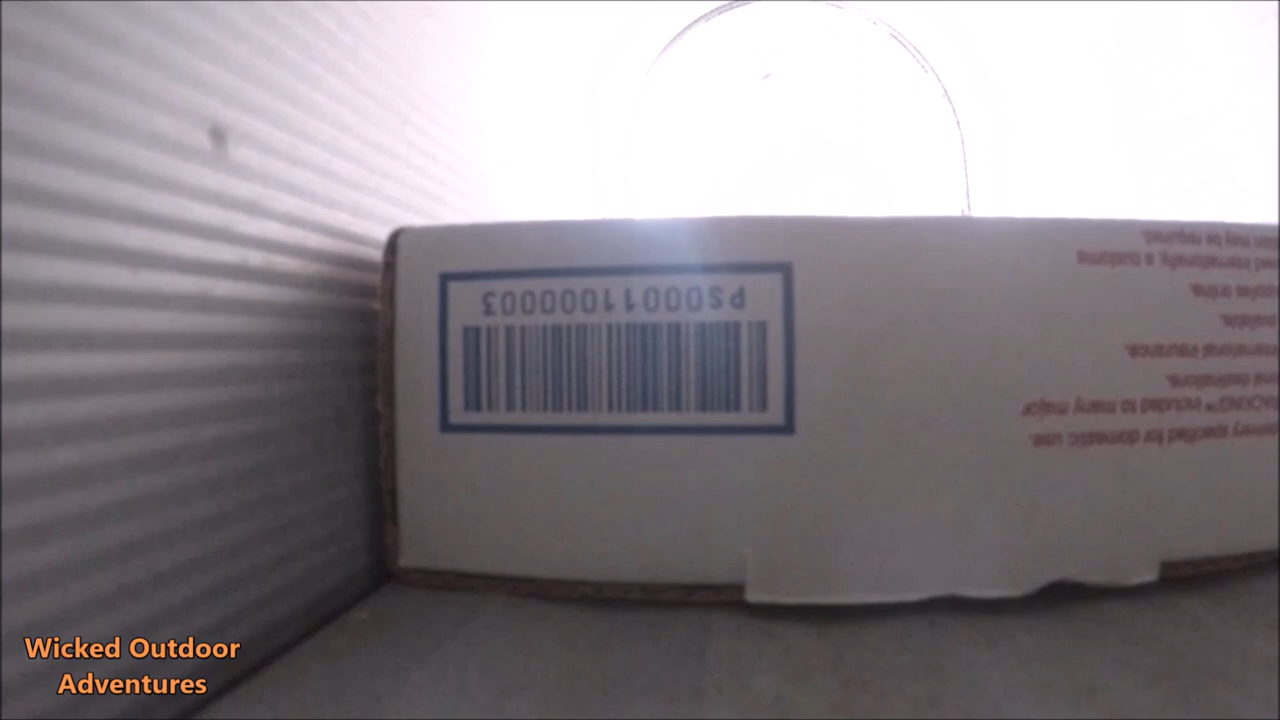 specified for domestic use.
included to many major
destinations.
insurance.
online.
internationally, a customs
may be required.
PS00011000003
Wicked Outdoor
Adventures